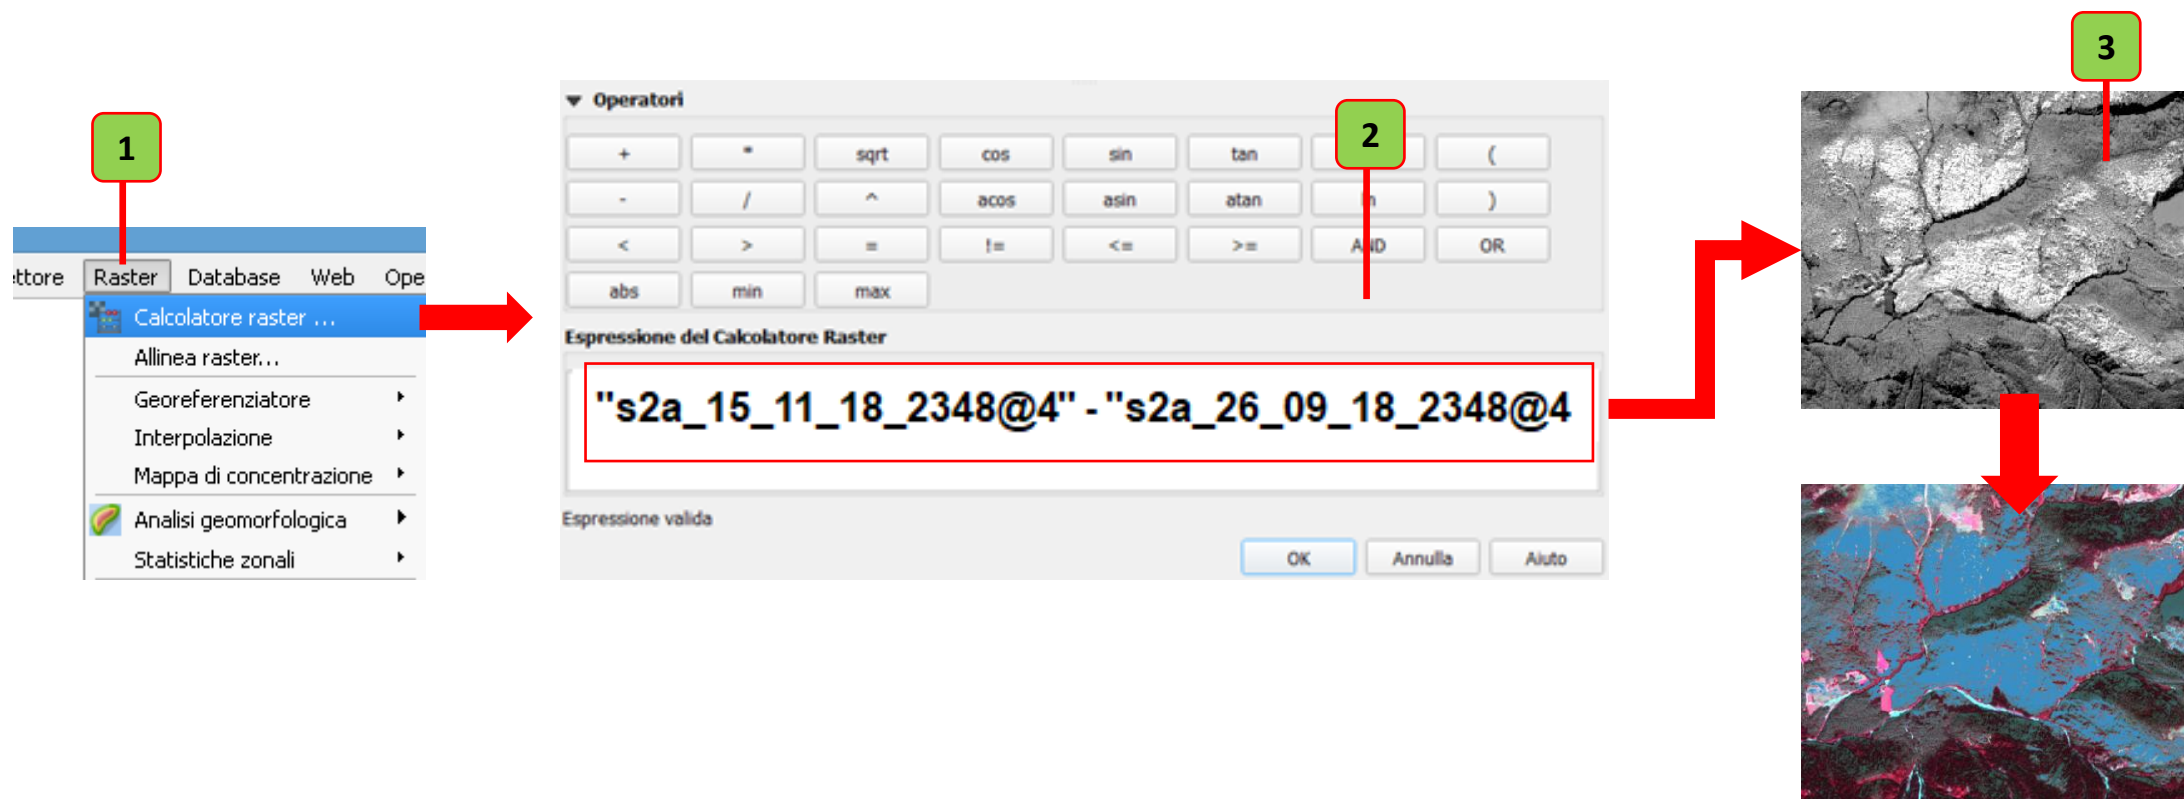 1
ettore Raster Database Web Ope
Calcolatore raster ...
Allinea raster...
Georeferenziatore
Interpolazione
Mappa di concentrazione
Analisi geomorfologica
Statistiche zonali
Operatori
2
+ * sqrt cos sin tan (
- / ^ acos asin atan )
< > = != <= >= AND OR
abs min max
Espressione del Calcolatore Raster
"s2a_15_11_18_2348@4" - "s2a_26_09_18_2348@4
Espressione valida
OK Annulla Aiuto
3